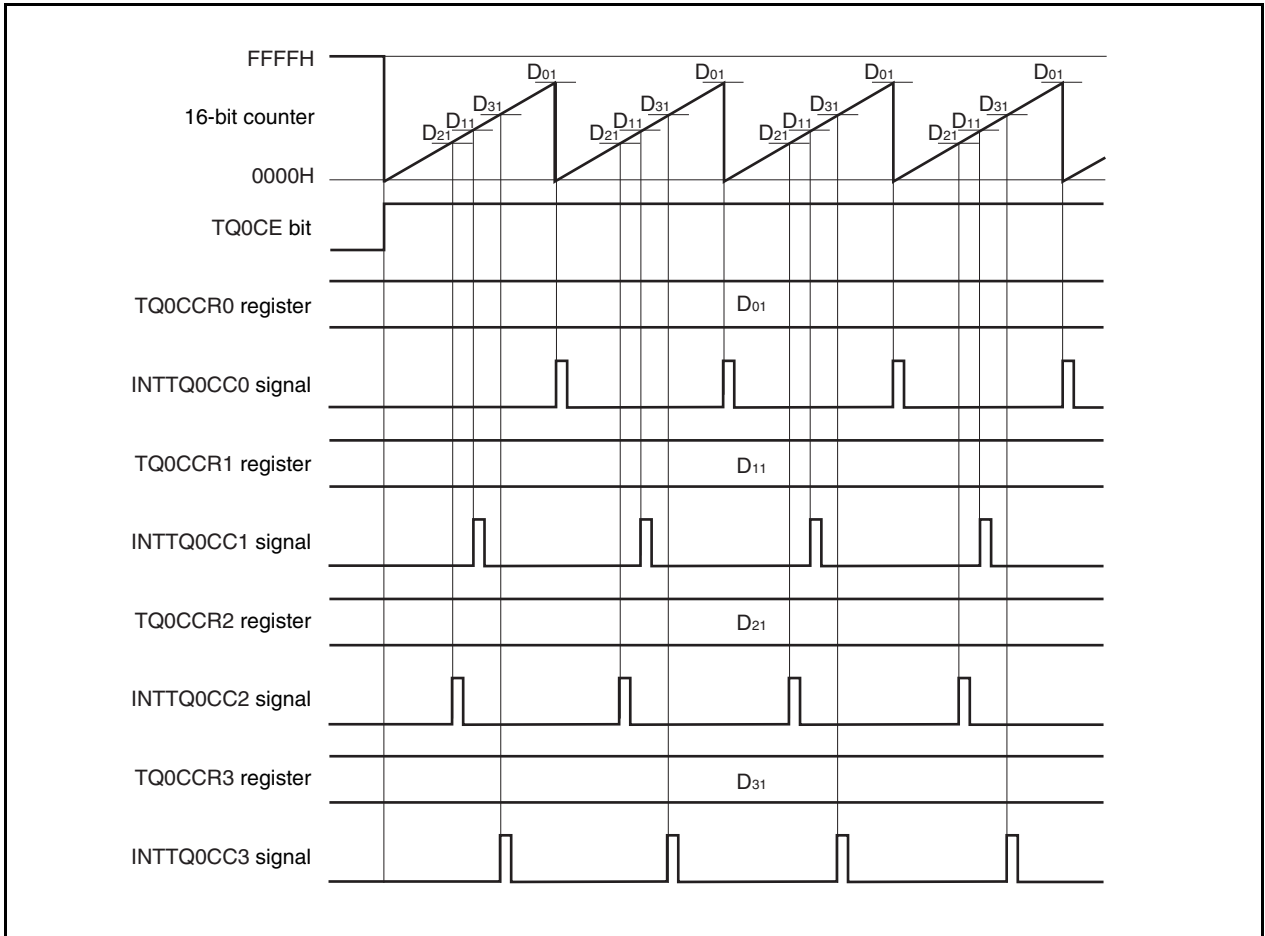 FFFFH
16-bit counter
0000H
D01 D01 D01 D01
D31 D31 D31 D31
D11 D11 D11 D11
D21 D21 D21 D21
TQ0CE bit
TQ0CCR0 register
D01
INTTQ0CC0 signal
TQ0CCR1 register
D11
INTTQ0CC1 signal
TQ0CCR2 register
D21
INTTQ0CC2 signal
TQ0CCR3 register
D31
INTTQ0CC3 signal